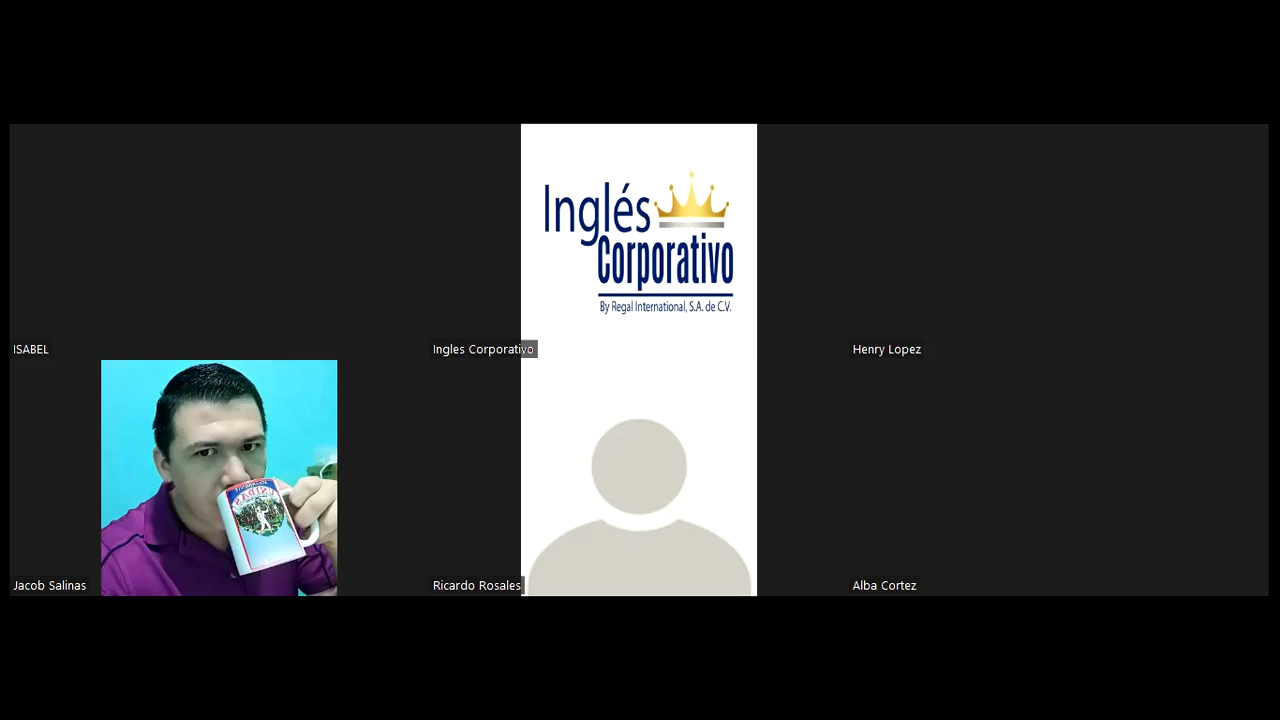 Inglés
Corporativo
By Regal International, S.A. de C.V.
ISABEL
Ingles Corporativo
Henry Lopez
Jacob Salinas
Ricardo Rosales
Alba Cortez